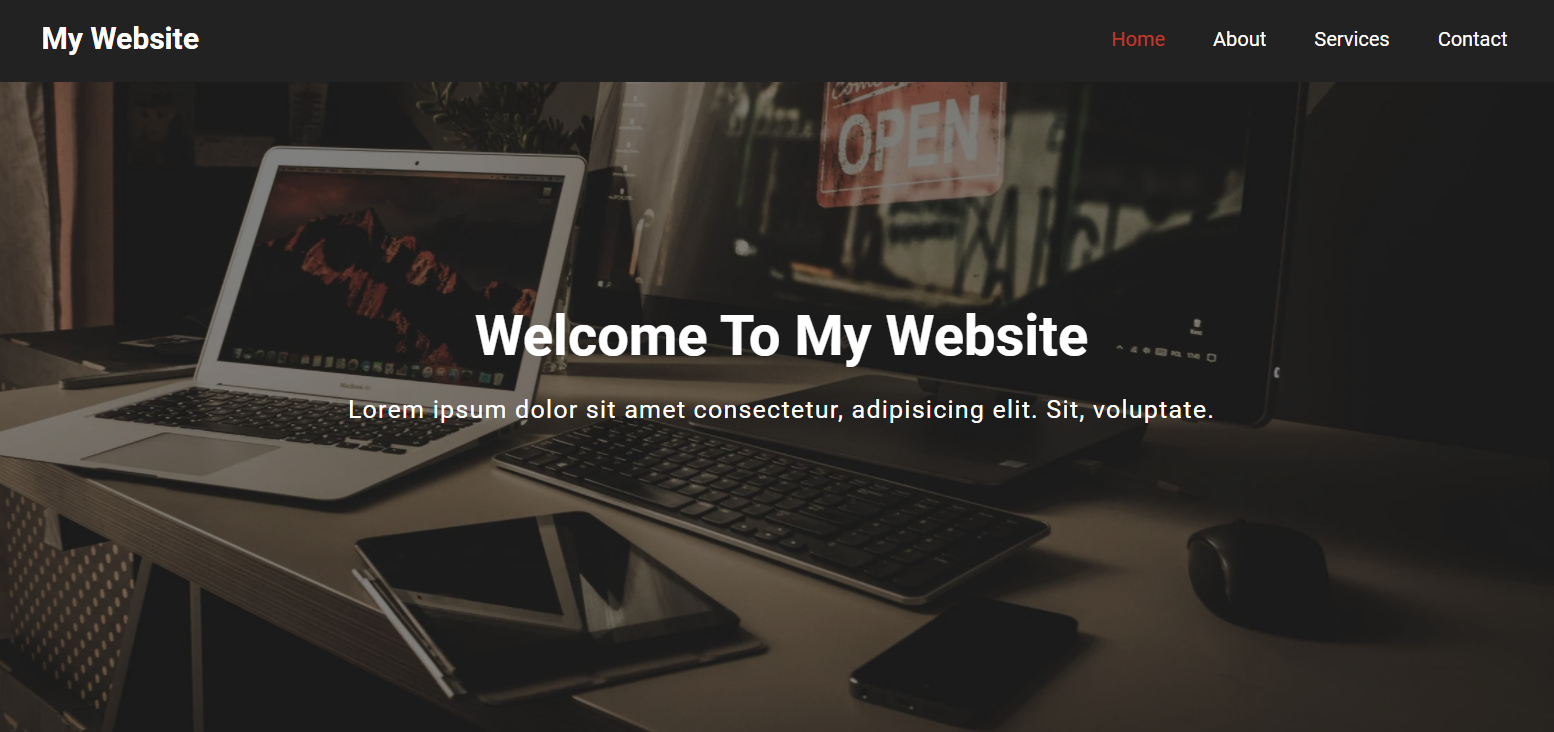 My Website
Home About Services Contact
come
OPEN
Welcome To My Website
Lorem ipsum dolor sit amet consectetur, adipisicing elit. Sit, voluptate.